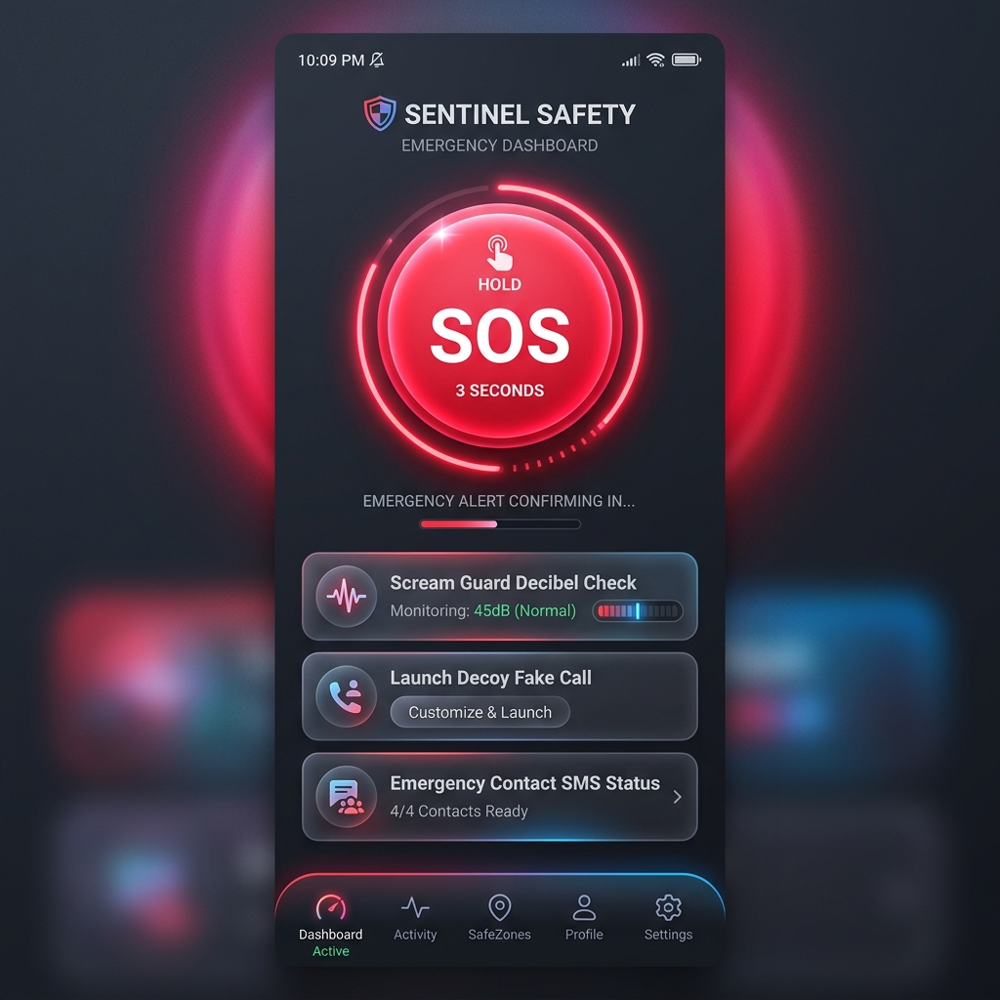 10:09 PM
SENTINEL SAFETY
EMERGENCY DASHBOARD
HOLD
SOS
3 SECONDS
EMERGENCY ALERT CONFIRMING IN...
Scream Guard Decibel Check
Monitoring: 45dB (Normal)
Launch Decoy Fake Call
Customize & Launch
Emergency Contact SMS Status
4/4 Contacts Ready
Dashboard Activity SafeZones Profile Settings
Active